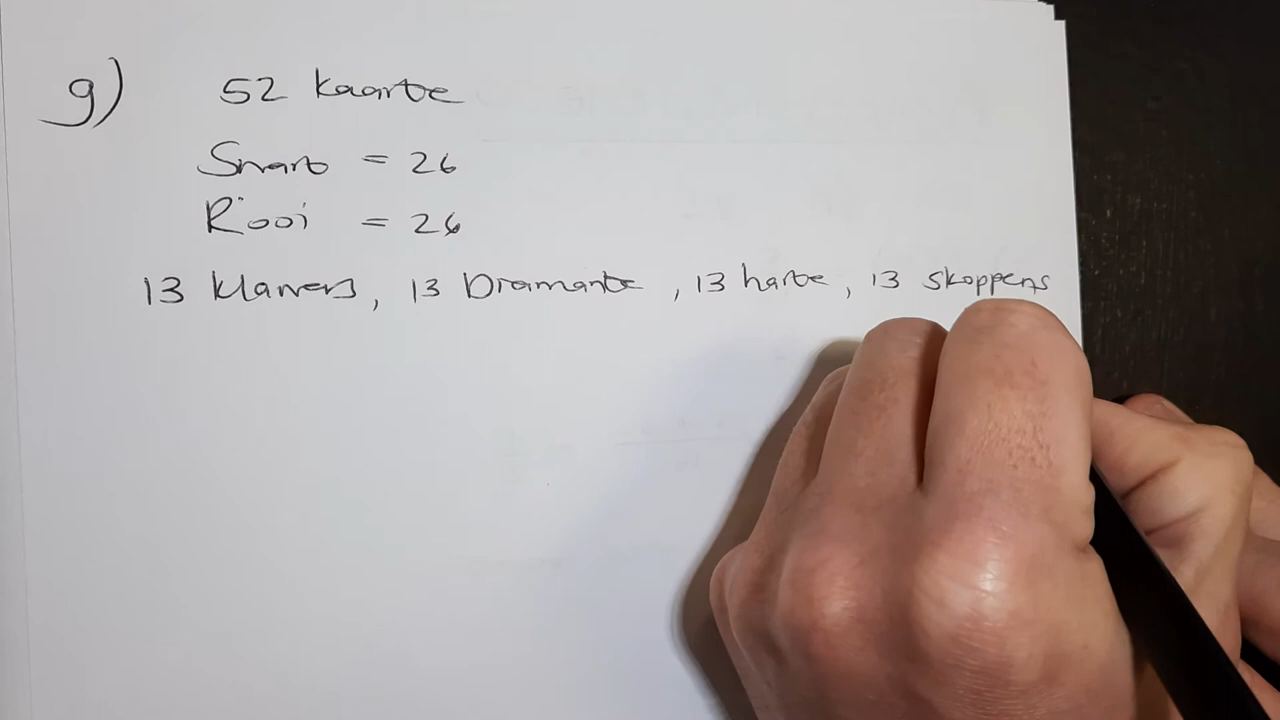 g) 52 kaarte
Swart = 26
Rooi = 26
13 klawers, 13 Diamante, 13 harte, 13 skoppens